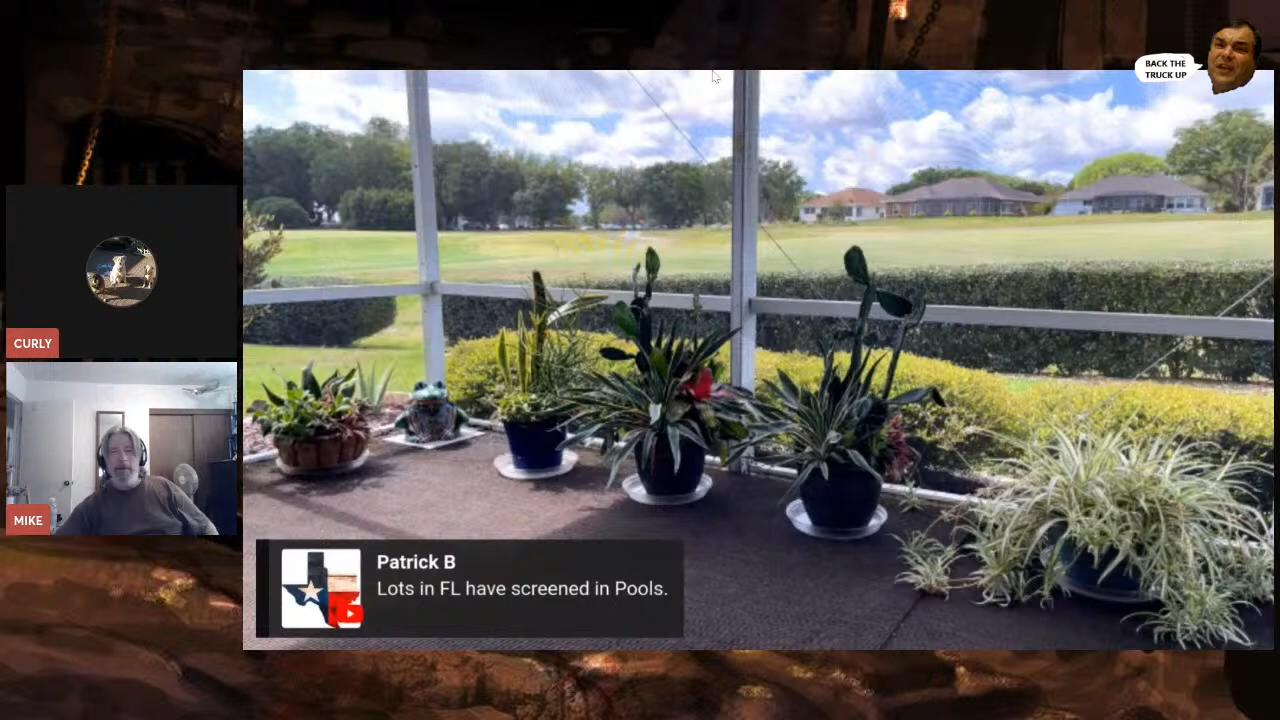 BACK THE
TRUCK UP
CURLY
MIKE
Patrick B
Lots in FL have screened in Pools.